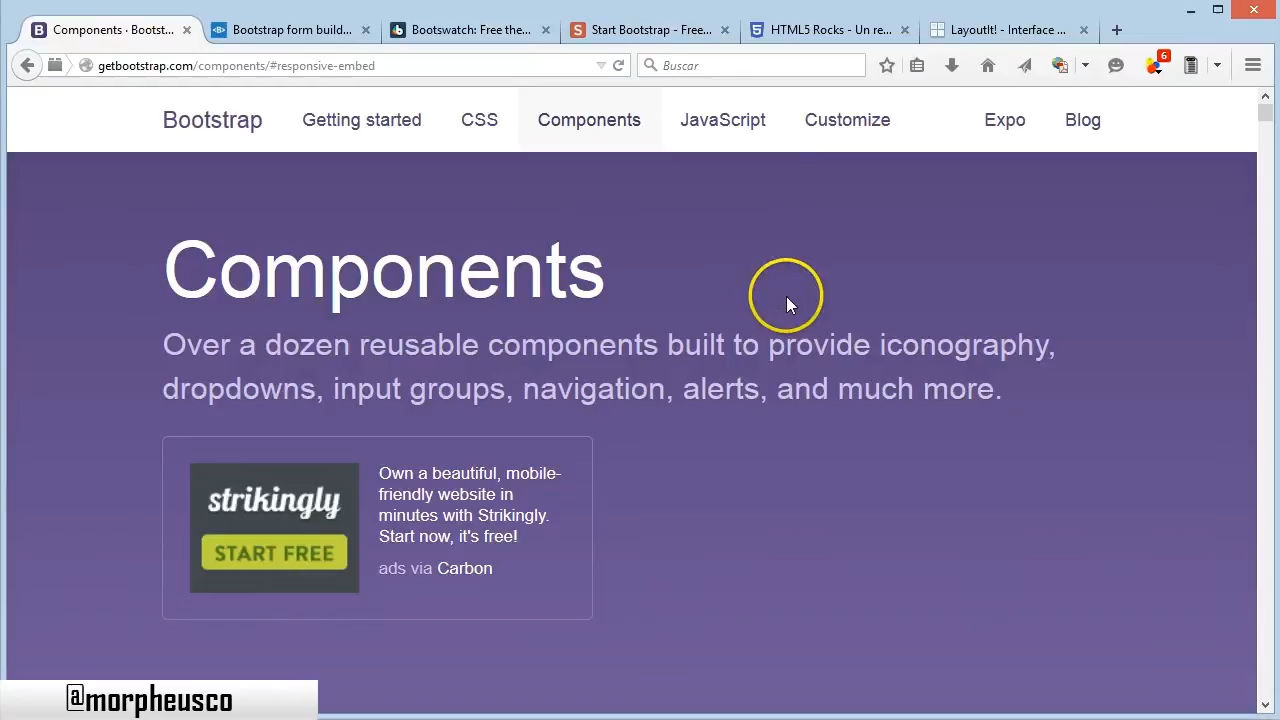 Components · Bootst...
Bootstrap form build...
Bootswatch: Free the...
Start Bootstrap - Free...
HTML5 Rocks - Un re...
LayoutIt! - Interface ...
getbootstrap.com/components/#responsive-embed
Buscar
6
Bootstrap
Getting started
CSS
Components
JavaScript
Customize
Expo
Blog
Components
Over a dozen reusable components built to provide iconography,
dropdowns, input groups, navigation, alerts, and much more.
strikingly
START FREE
Own a beautiful, mobile-
friendly website in
minutes with Strikingly.
Start now, it's free!
ads via Carbon
@morpheusco